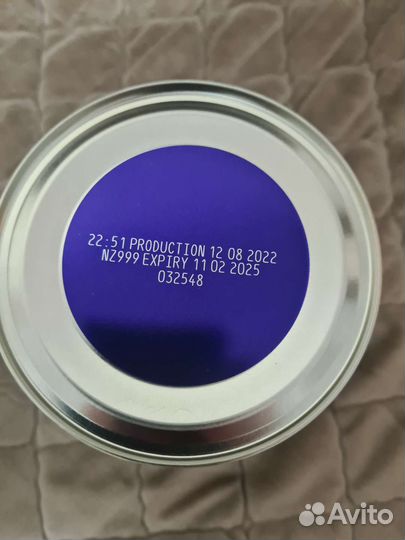 22:51 PRODUCTION 12 08 2022
NZ999 EXPIRY 11 02 2025
032548
Avito